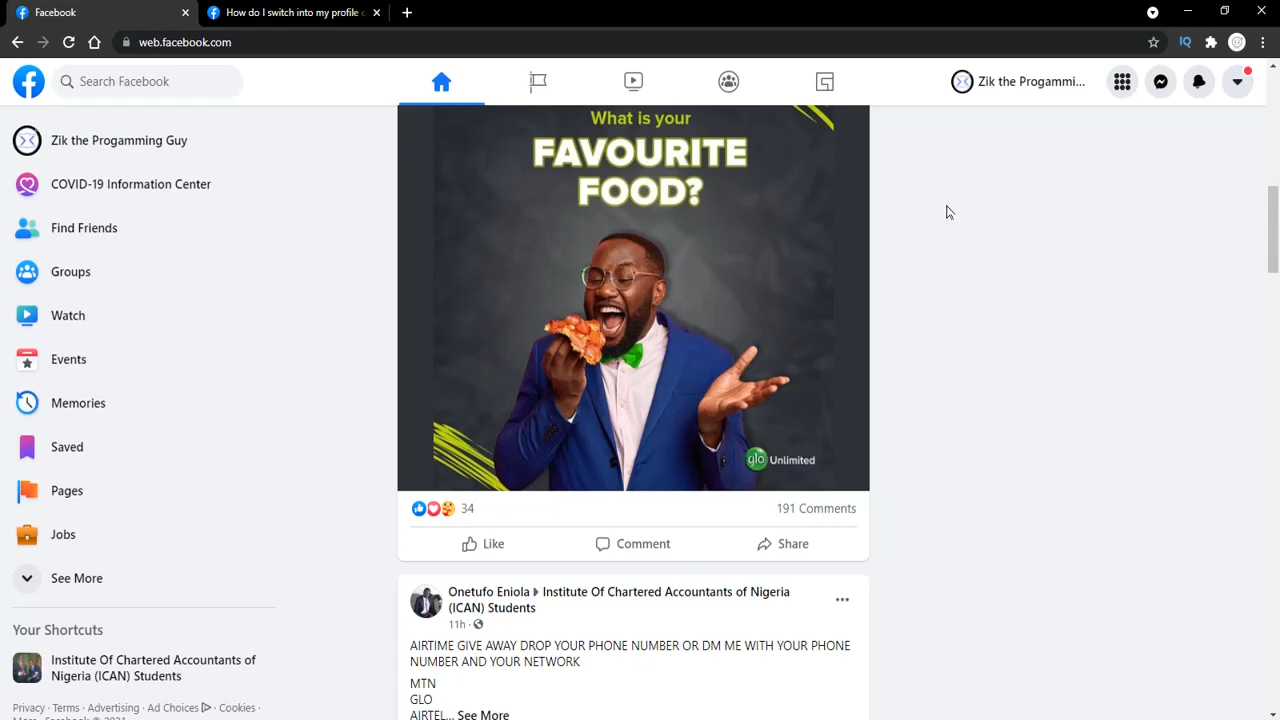 Facebook
How do I switch into my profile o
web.facebook.com
IQ
Search Facebook
Zik the Progammi...
Zik the Progamming Guy
COVID-19 Information Center
Find Friends
Groups
Watch
Events
Memories
Saved
Pages
Jobs
See More
Your Shortcuts
Institute Of Chartered Accountants of
Nigeria (ICAN) Students
Privacy · Terms · Advertising · Ad Choices · Cookies ·
What is your
FAVOURITE
FOOD?
glo Unlimited
34
191 Comments
Like
Comment
Share
Onetufo Eniola Institute Of Chartered Accountants of Nigeria
(ICAN) Students
11h ·
AIRTIME GIVE AWAY DROP YOUR PHONE NUMBER OR DM ME WITH YOUR PHONE
NUMBER AND YOUR NETWORK
MTN
GLO
AIRTEL... See More